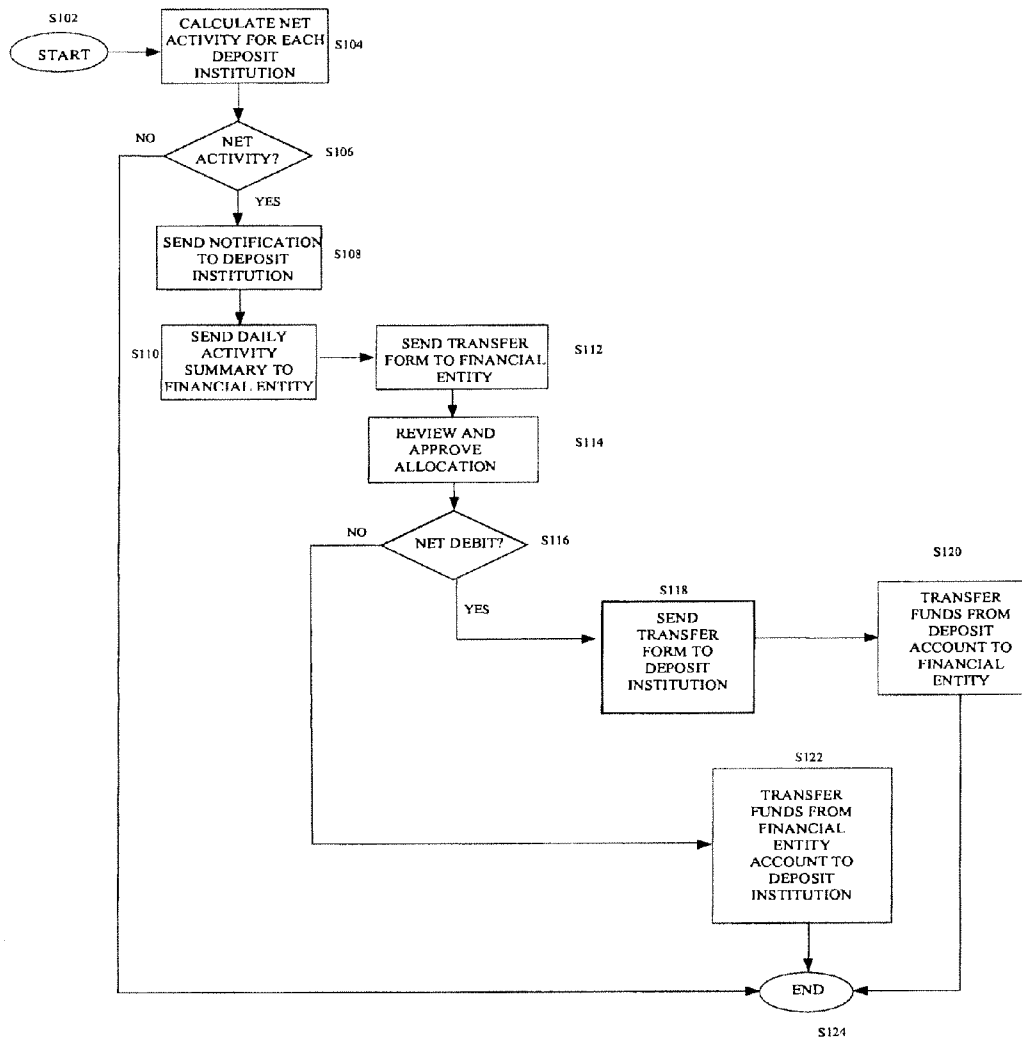 S102
START
CALCULATE NET
ACTIVITY FOR EACH
DEPOSIT
INSTITUTION
S104
NO
NET
ACTIVITY?
S106
YES
SEND NOTIFICATION
TO DEPOSIT
INSTITUTION
S108
S110
SEND DAILY
ACTIVITY
SUMMARY TO
FINANCIAL ENTITY
SEND TRANSFER
FORM TO FINANCIAL
ENTITY
S112
REVIEW AND
APPROVE
ALLOCATION
S114
NO
NET DEBIT?
S116
YES
S118
SEND
TRANSFER
FORM TO
DEPOSIT
INSTITUTION
S120
TRANSFER
FUNDS FROM
DEPOSIT
ACCOUNT TO
FINANCIAL
ENTITY
S122
TRANSFER
FUNDS FROM
FINANCIAL
ENTITY
ACCOUNT TO
DEPOSIT
INSTITUTION
END
S124